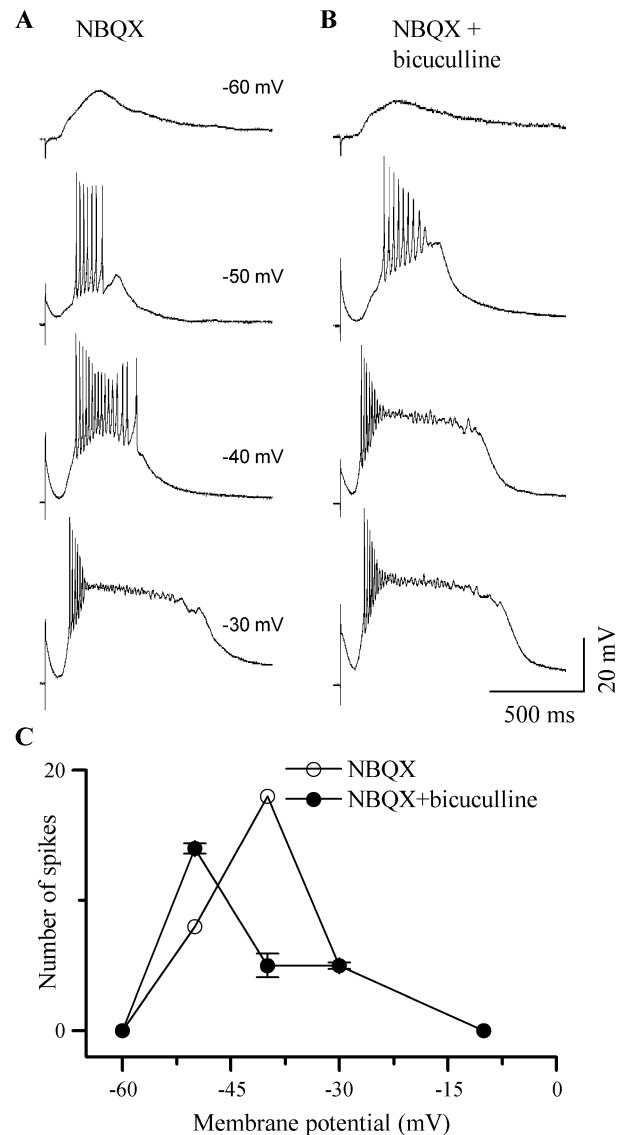 A
NBQX
B
NBQX +
bicuculline
-60 mV
-50 mV
-40 mV
-30 mV
20 mV
500 ms
C
NBQX
NBQX+bicuculline
20
0
Number of spikes
-60
-45
-30
-15
0
Membrane potential (mV)